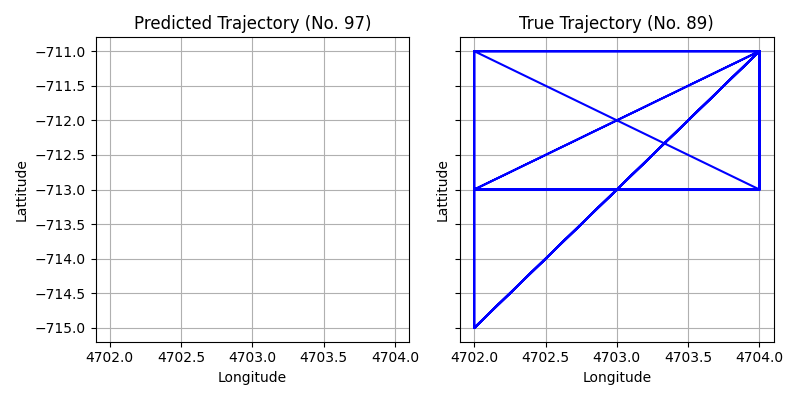 Predicted Trajectory (No. 97)
True Trajectory (No. 89)
Lattitude
−711.0
−711.5
−712.0
−712.5
−713.0
−713.5
−714.0
−714.5
−715.0
4702.0 4702.5 4703.0 4703.5 4704.0
Longitude
Lattitude
4702.0 4702.5 4703.0 4703.5 4704.0
Longitude